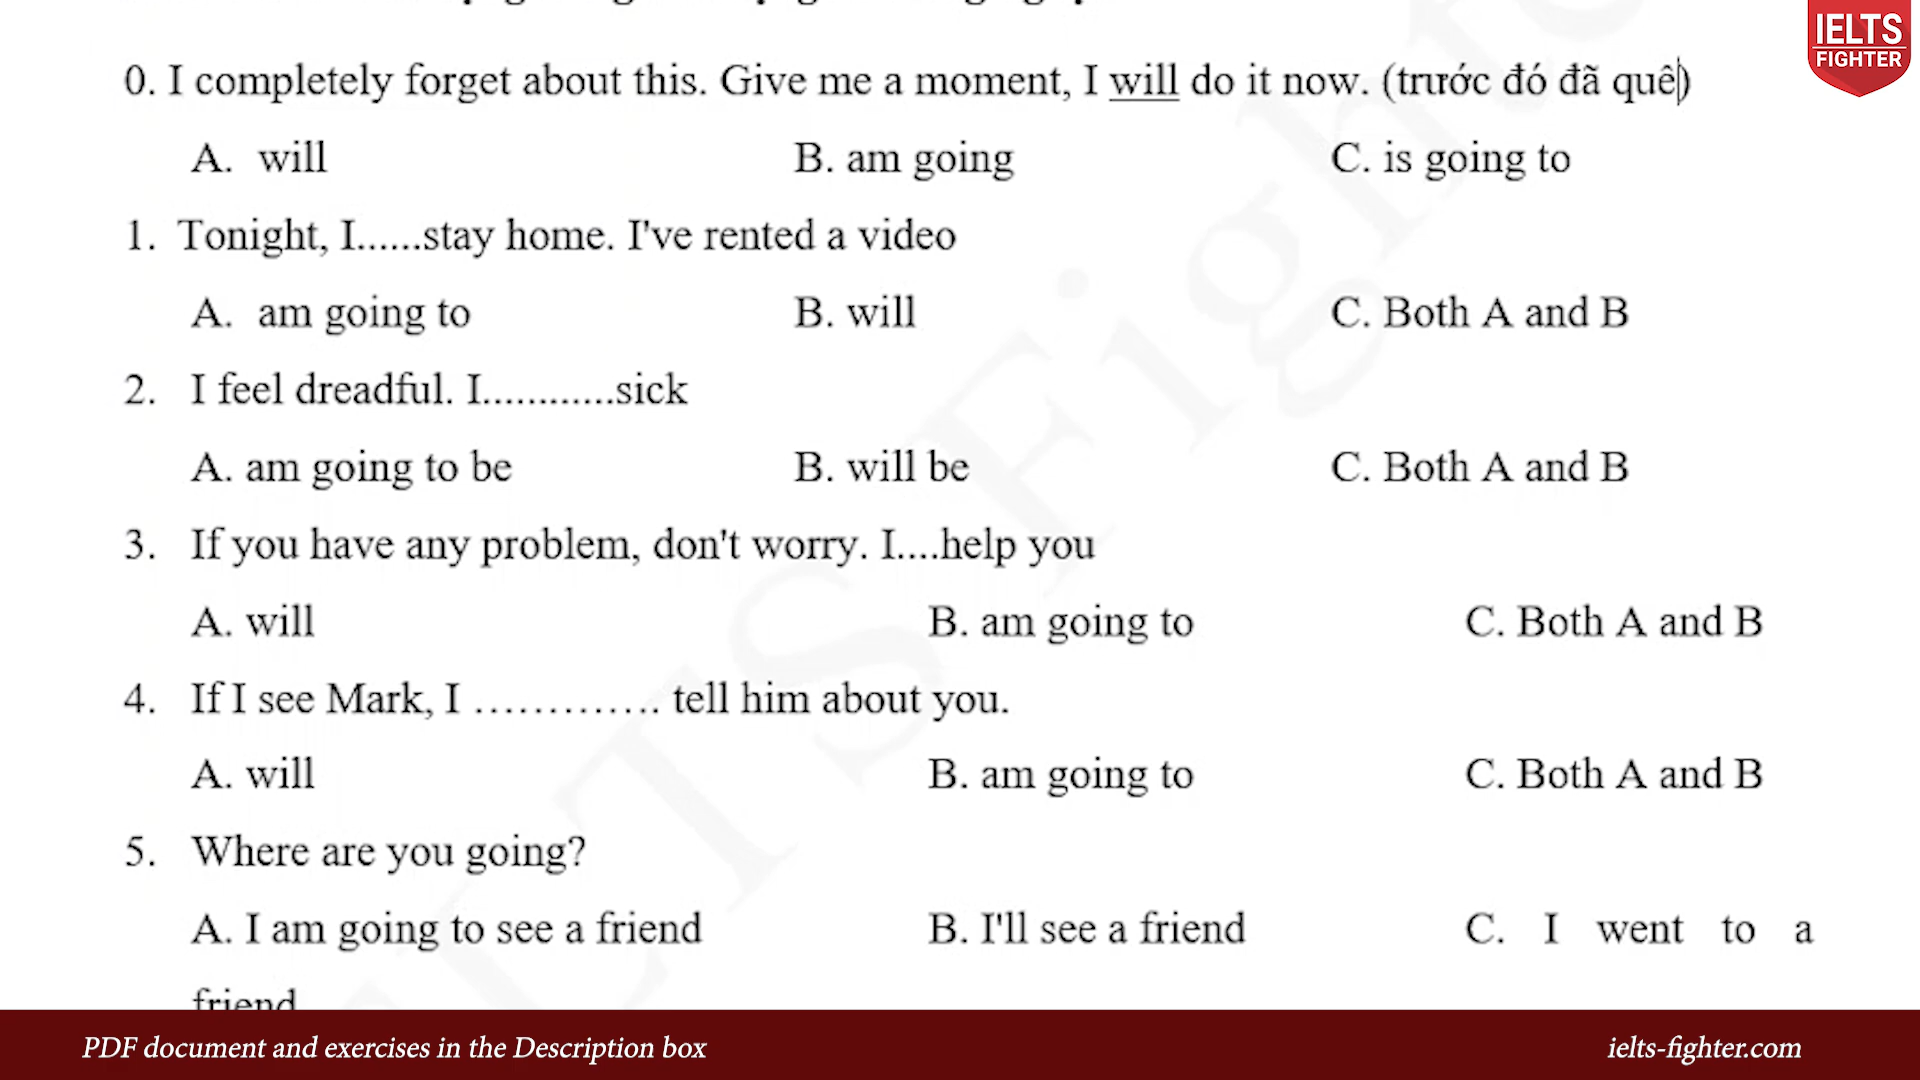 IELTS
FIGHTER
0. I completely forget about this. Give me a moment, I will do it now. (trước đó đã quê)
A. will B. am going C. is going to
1. Tonight, I......stay home. I've rented a video
A. am going to B. will C. Both A and B
2. I feel dreadful. I............sick
A. am going to be B. will be C. Both A and B
3. If you have any problem, don't worry. I....help you
A. will B. am going to C. Both A and B
4. If I see Mark, I …………. tell him about you.
A. will B. am going to C. Both A and B
5. Where are you going?
A. I am going to see a friend B. I'll see a friend C. I went to a
friend
PDF document and exercises in the Description box ielts-fighter.com